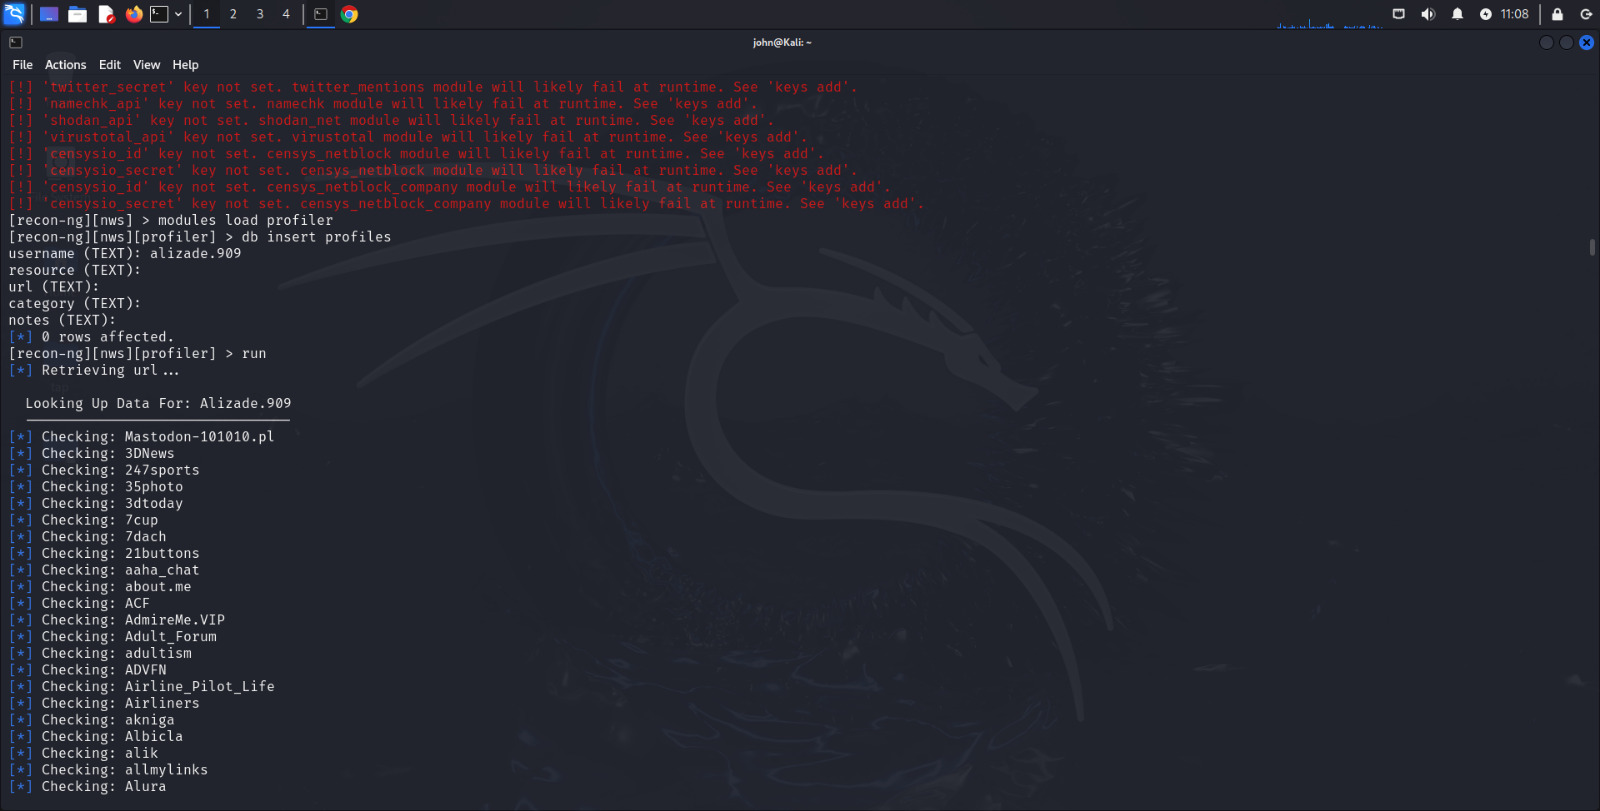 1 2 3 4 11:08
john@Kali: ~
File Actions Edit View Help
[!] 'twitter_secret' key not set. twitter_mentions module will likely fail at runtime. See 'keys add'.
[!] 'namechk_api' key not set. namechk module will likely fail at runtime. See 'keys add'.
[!] 'shodan_api' key not set. shodan_net module will likely fail at runtime. See 'keys add'.
[!] 'virustotal_api' key not set. virustotal module will likely fail at runtime. See 'keys add'.
[!] 'censysio_id' key not set. censys_netblock module will likely fail at runtime. See 'keys add'.
[!] 'censysio_secret' key not set. censys_netblock module will likely fail at runtime. See 'keys add'.
[!] 'censysio_id' key not set. censys_netblock_company module will likely fail at runtime. See 'keys add'.
[!] 'censysio_secret' key not set. censys_netblock_company module will likely fail at runtime. See 'keys add'.
[recon-ng][nws] > modules load profiler
[recon-ng][nws][profiler] > db insert profiles
username (TEXT): alizade.909
resource (TEXT):
url (TEXT):
category (TEXT):
notes (TEXT):
[*] 0 rows affected.
[recon-ng][nws][profiler] > run
[*] Retrieving url...
Looking Up Data For: Alizade.909
[*] Checking: Mastodon-101010.pl
[*] Checking: 3DNews
[*] Checking: 247sports
[*] Checking: 35photo
[*] Checking: 3dtoday
[*] Checking: 7cup
[*] Checking: 7dach
[*] Checking: 21buttons
[*] Checking: aaha_chat
[*] Checking: about.me
[*] Checking: ACF
[*] Checking: AdmireMe.VIP
[*] Checking: Adult_Forum
[*] Checking: adultism
[*] Checking: ADVFN
[*] Checking: Airline_Pilot_Life
[*] Checking: Airliners
[*] Checking: akniga
[*] Checking: Albicla
[*] Checking: alik
[*] Checking: allmylinks
[*] Checking: Alura